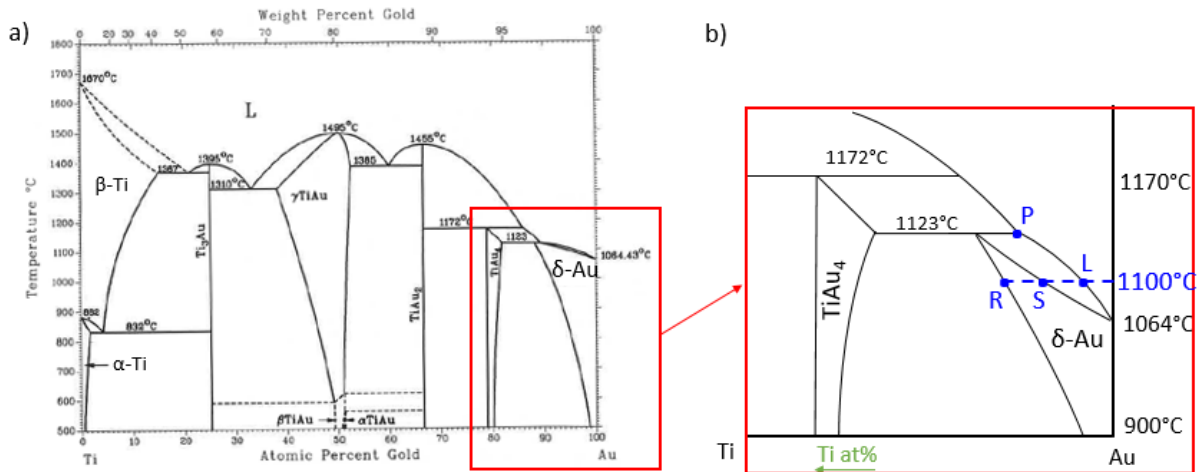 a)
Weight Percent Gold
0 10 20 30 40 50 60 70 80 90 95 100
Temperature °C
1800
1700
1600
1500
1400
1300
1200
1100
1000
900
800
700
600
500
1670°C
L
1495°C
1455°C
1395°C
1367
1385
1310°C
β-Ti
γTiAu
1172°C
1123
Ti3Au
TiAu2
TiAu4
1064.43°C
δ-Au
882
832°C
α-Ti
βTiAu
αTiAu
0 10 20 30 40 50 60 70 80 90 100
Ti
Atomic Percent Gold
Au
b)
1172°C
1170°C
P
1123°C
TiAu4
R
S
L
1100°C
1064°C
δ-Au
900°C
Ti
Ti at%
Au